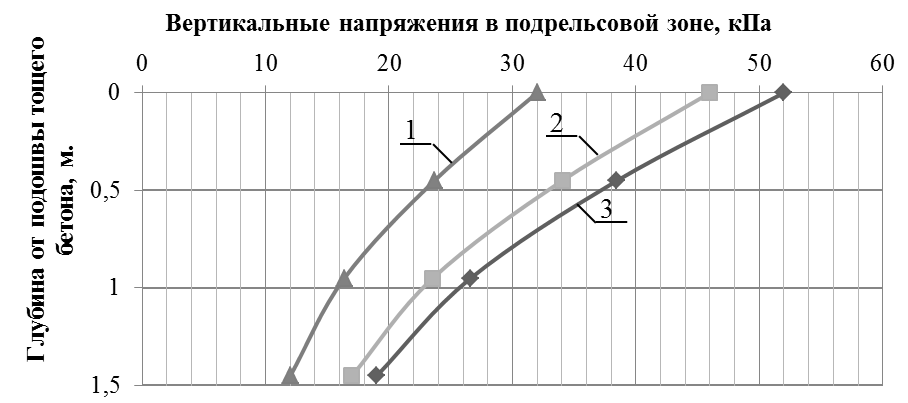 Вертикальные напряжения в подрельсовой зоне, кПа
0 10 20 30 40 50 60
Глубина от подошвы тощего
бетона, м.
0
0,5
1
1,5
1
2
3